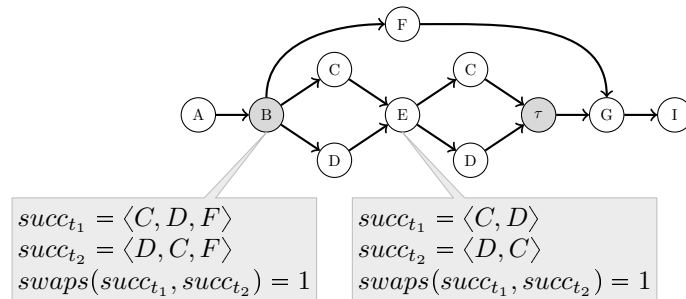 F
C
C
A
B
E
τ
G
I
D
D
succ_{t_1} = ⟨C, D, F⟩
succ_{t_2} = ⟨D, C, F⟩
swaps(succ_{t_1}, succ_{t_2}) = 1
succ_{t_1} = ⟨C, D⟩
succ_{t_2} = ⟨D, C⟩
swaps(succ_{t_1}, succ_{t_2}) = 1